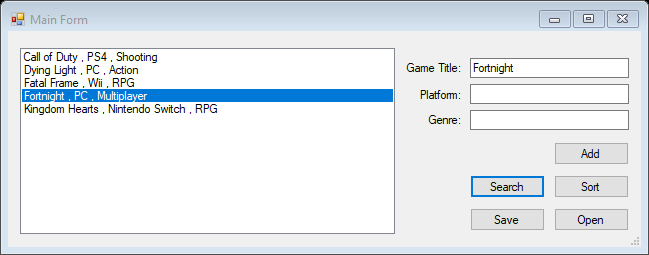 Main Form
Call of Duty , PS4 , Shooting
Dying Light , PC , Action
Fatal Frame , Wii , RPG
Fortnight , PC , Multiplayer
Kingdom Hearts , Nintendo Switch , RPG
Game Title: Fortnight
Platform:
Genre:
Add
Search Sort
Save Open